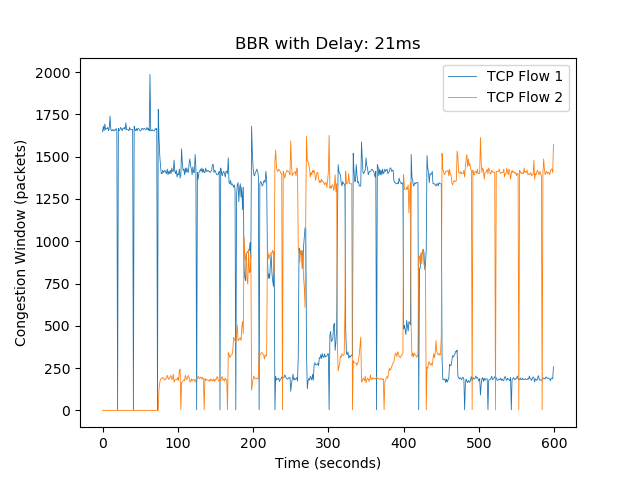 BBR with Delay: 21ms
TCP Flow 1
TCP Flow 2
Congestion Window (packets)
2000
1750
1500
1250
1000
750
500
250
0
0 100 200 300 400 500 600
Time (seconds)